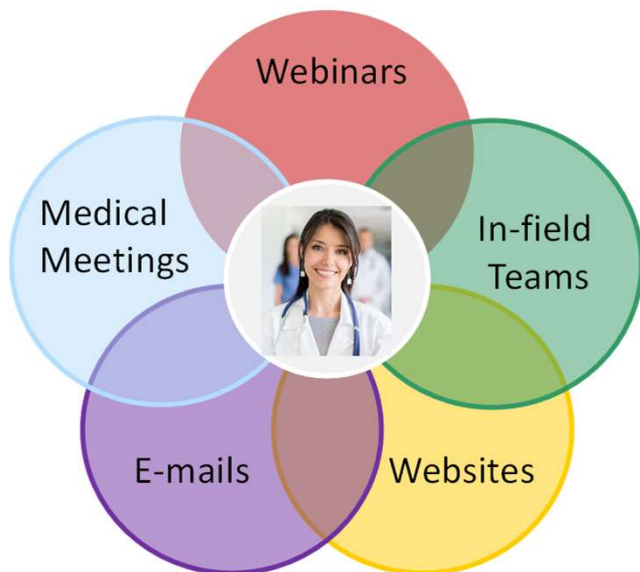 Webinars
Medical
Meetings
In-field
Teams
E-mails
Websites